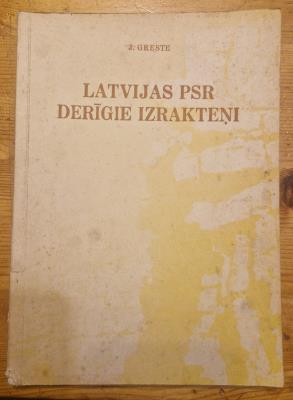 J. GRESTE
LATVIJAS PSR
DERĪGIE IZRAKTEŅI